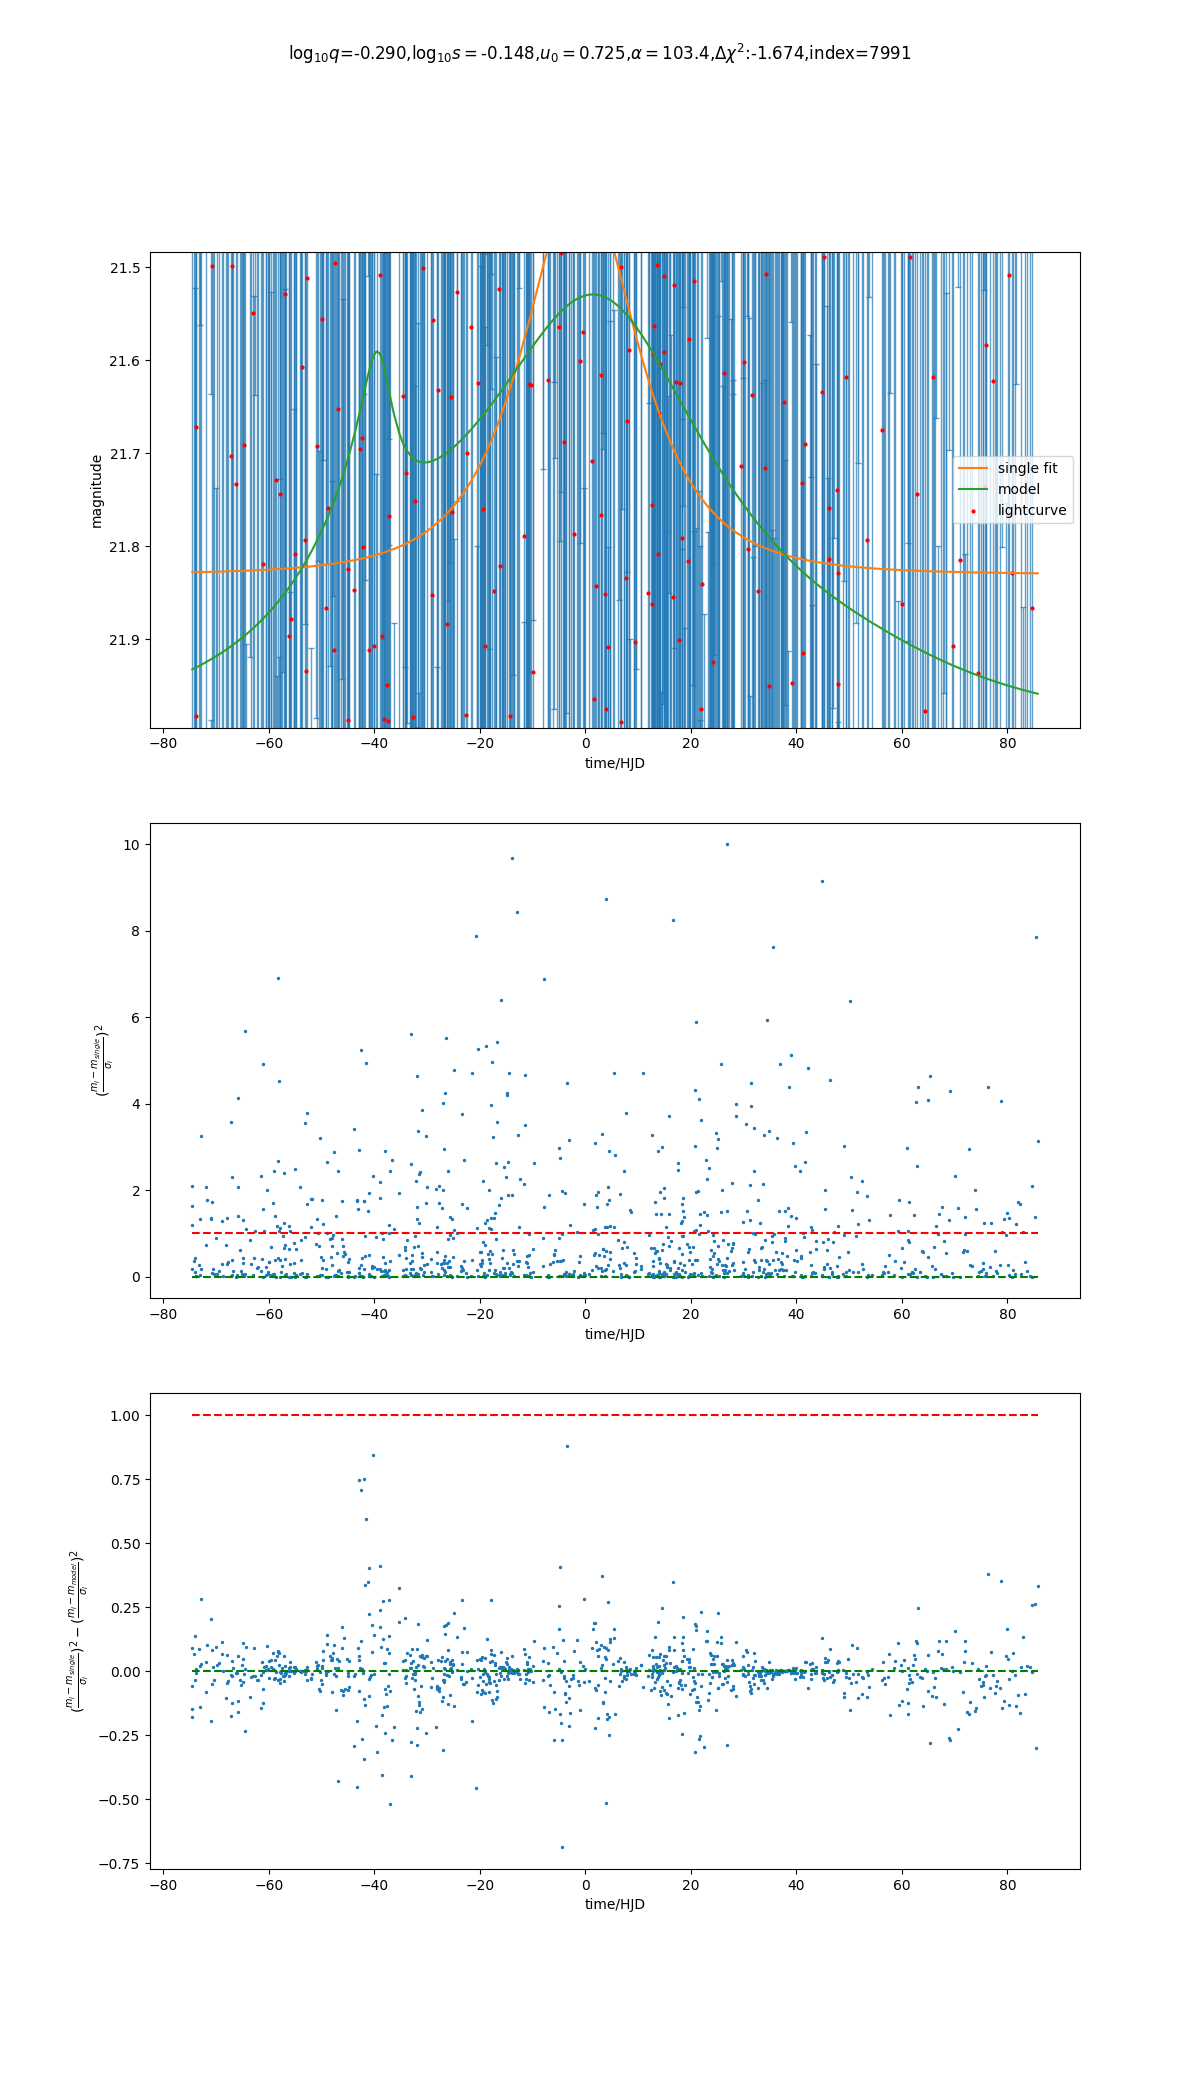 log₁₀q=-0.290,log₁₀s = -0.148,u₀ = 0.725,α = 103.4,Δχ²:-1.674,index=7991
21.5
21.6
21.7
21.8
21.9
magnitude
single fit
model
lightcurve
−80 −60 −40 −20 0 20 40 60 80
time/HJD
10
8
6
4
2
0
(mᵢ − m_single / σᵢ)²
−80 −60 −40 −20 0 20 40 60 80
time/HJD
1.00
0.75
0.50
0.25
0.00
−0.25
−0.50
−0.75
(mᵢ − m_single / σᵢ)² − (mᵢ − m_model / σᵢ)²
−80 −60 −40 −20 0 20 40 60 80
time/HJD